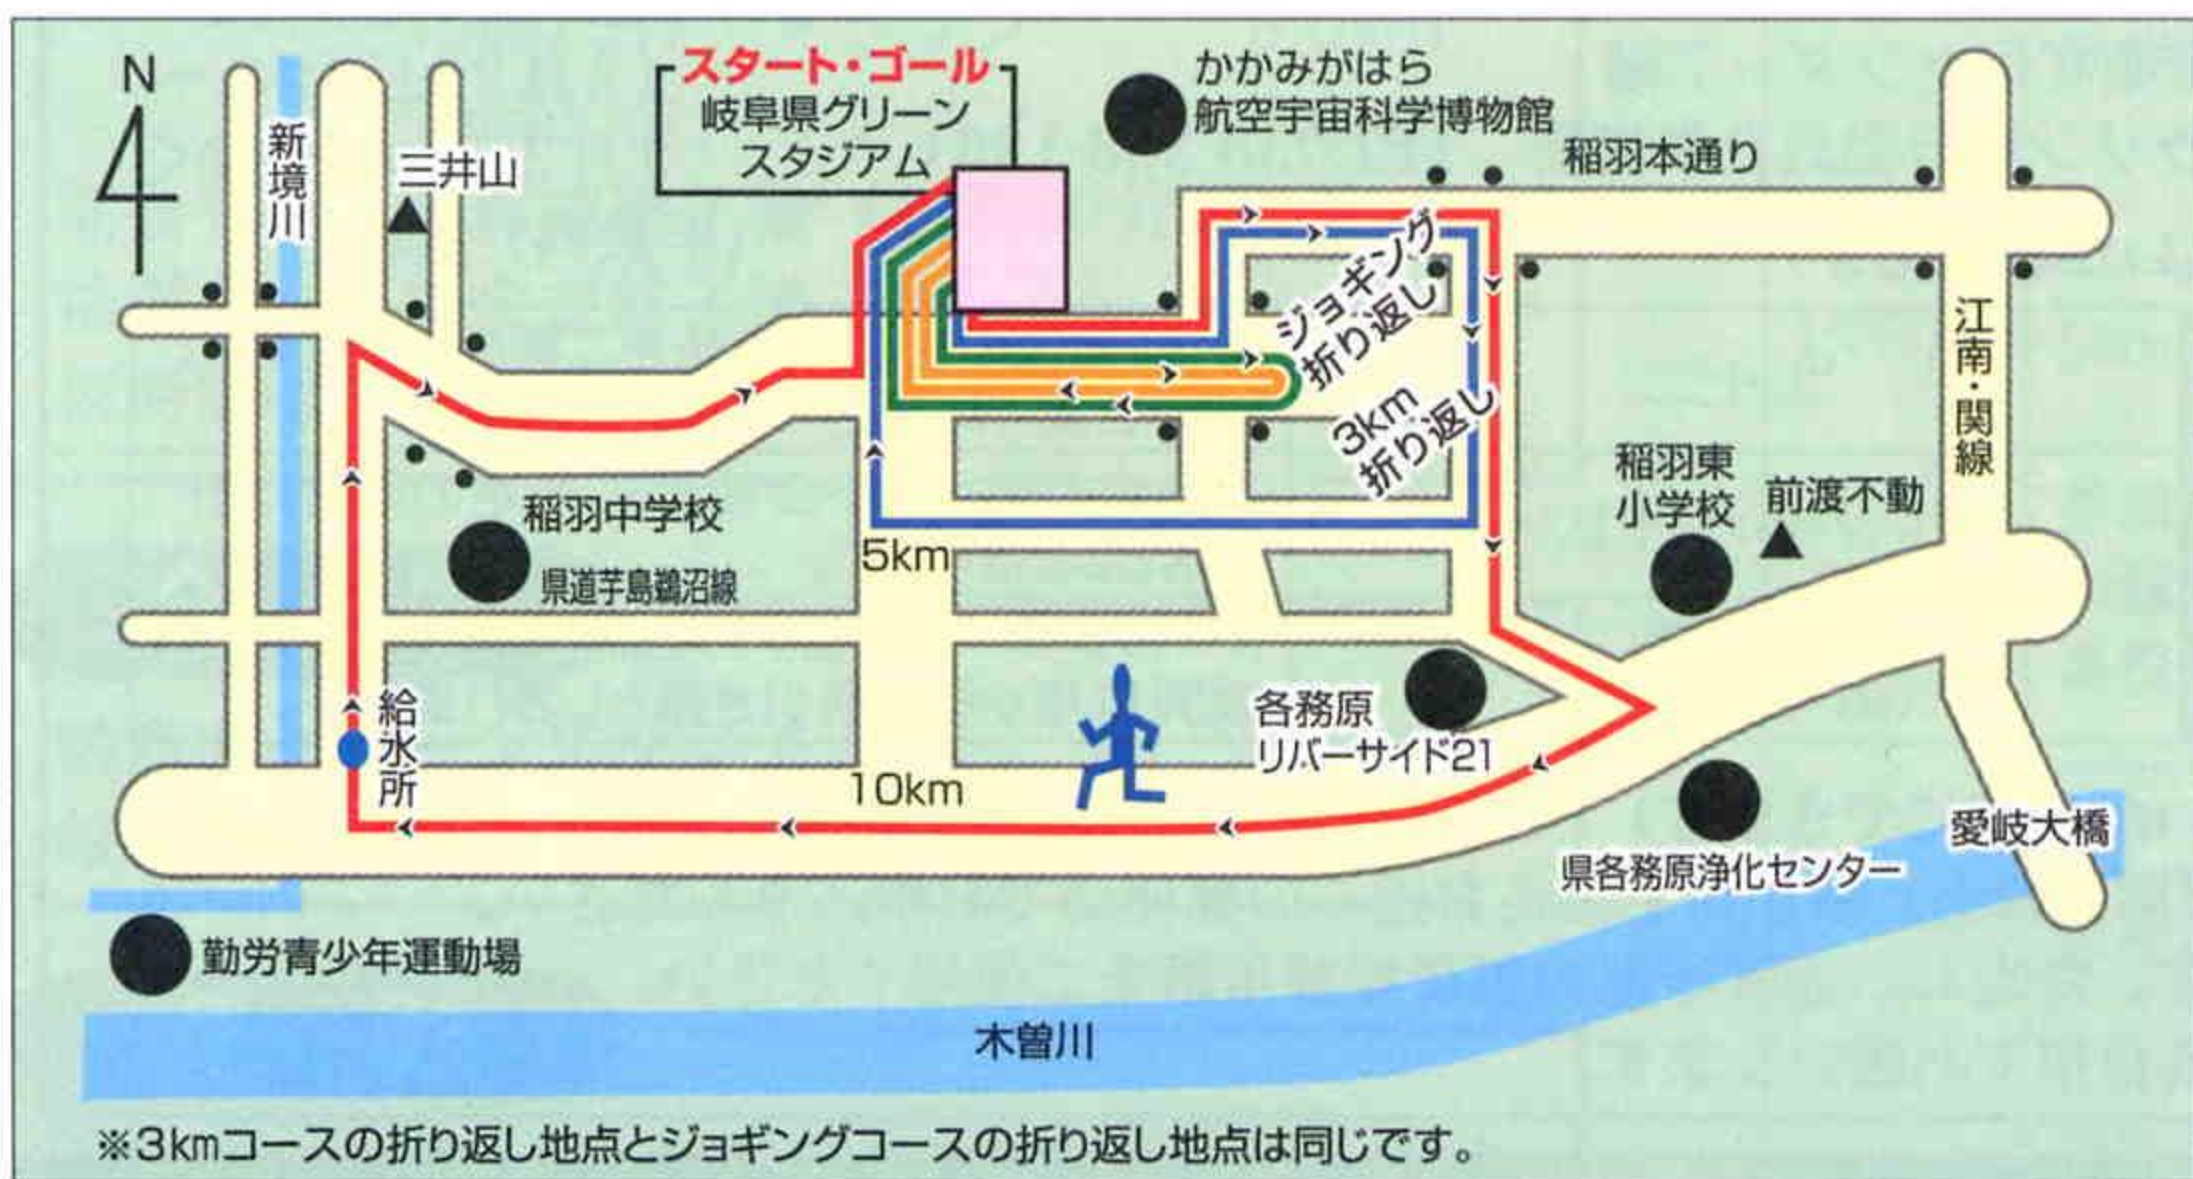 N
新境川
三井山
スタート・ゴール
岐阜県グリーン
スタジアム
かかみがはら
航空宇宙科学博物館
稲羽本通り
ジョギング
折り返し
3km
折り返し
江南・関線
稲羽東
小学校
前渡不動
稲羽中学校
県道芋島鵜沼線
5km
給水所
各務原
リバーサイド21
10km
愛岐大橋
県各務原浄化センター
勤労青少年運動場
木曽川
※3kmコースの折り返し地点とジョギングコースの折り返し地点は同じです。